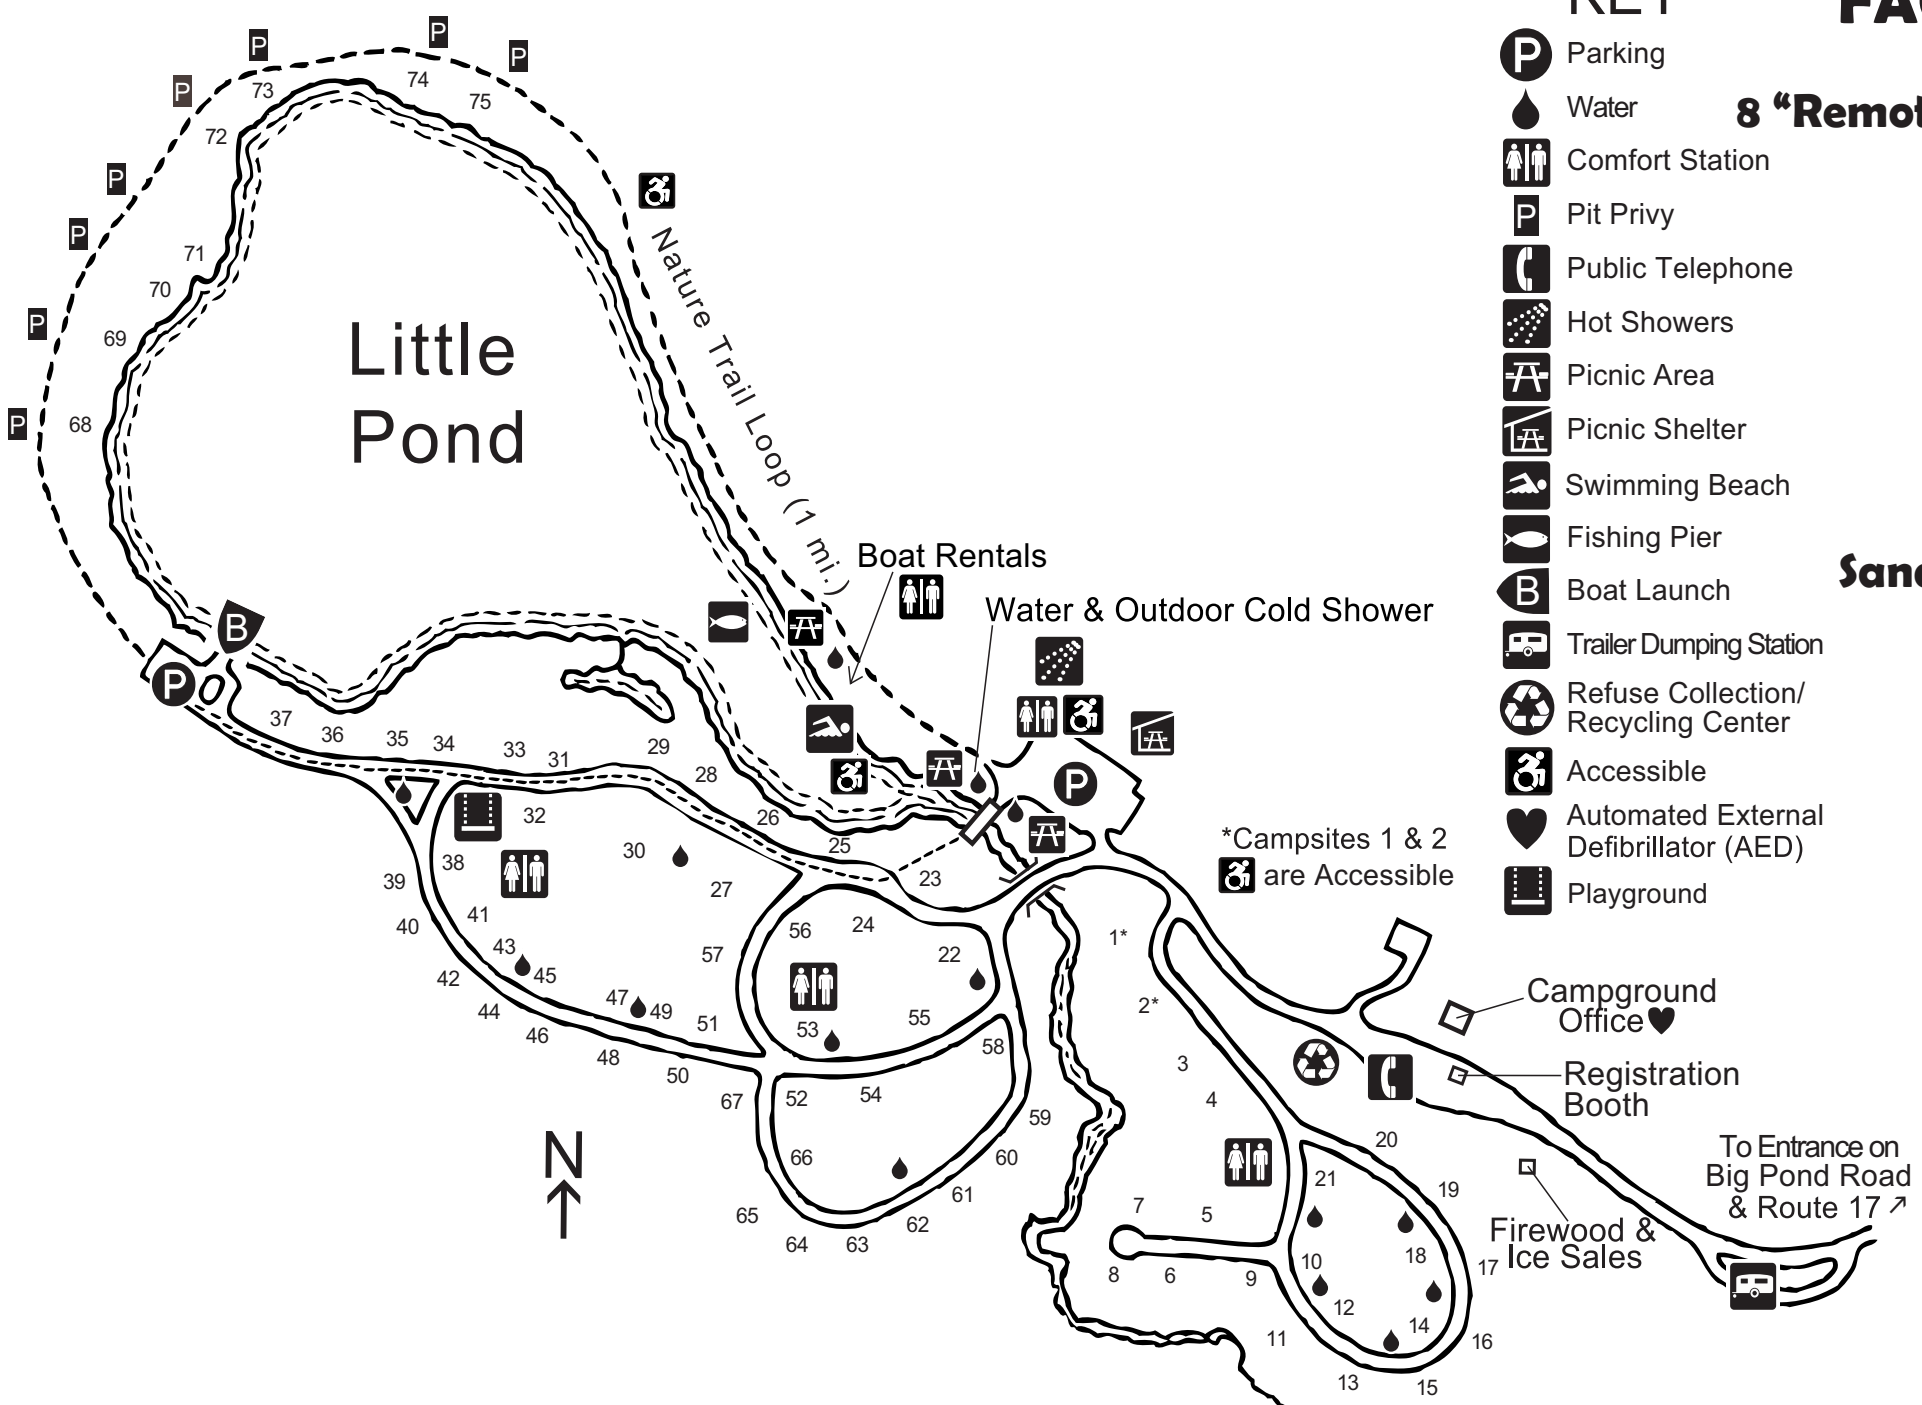 KEY
FAC
P Parking
Water
8 “Remot
Comfort Station
P Pit Privy
Public Telephone
Hot Showers
Picnic Area
Picnic Shelter
Swimming Beach
Fishing Pier
B Boat Launch
Sand
Trailer Dumping Station
Refuse Collection/
Recycling Center
Accessible
Automated External
Defibrillator (AED)
Playground
P
P
P
P
P
P
P
P
74
73
75
72
71
70
69
68
Little
Pond
Nature Trail Loop (1 mi.)
Boat Rentals
Water & Outdoor Cold Shower
B
P
P
37
36
35
34
33
31
29
28
26
25
23
32
30
27
38
39
40
41
42
43
44
45
46
47
48
49
50
51
57
56
24
22
53
55
58
52
54
67
59
66
60
61
65
62
64
63
*Campsites 1 & 2
are Accessible
1*
2*
3
4
5
7
8
6
9
10
11
12
13
14
15
16
17
18
19
20
21
Campground
Office
Registration
Booth
Firewood &
Ice Sales
To Entrance on
Big Pond Road
& Route 17
N